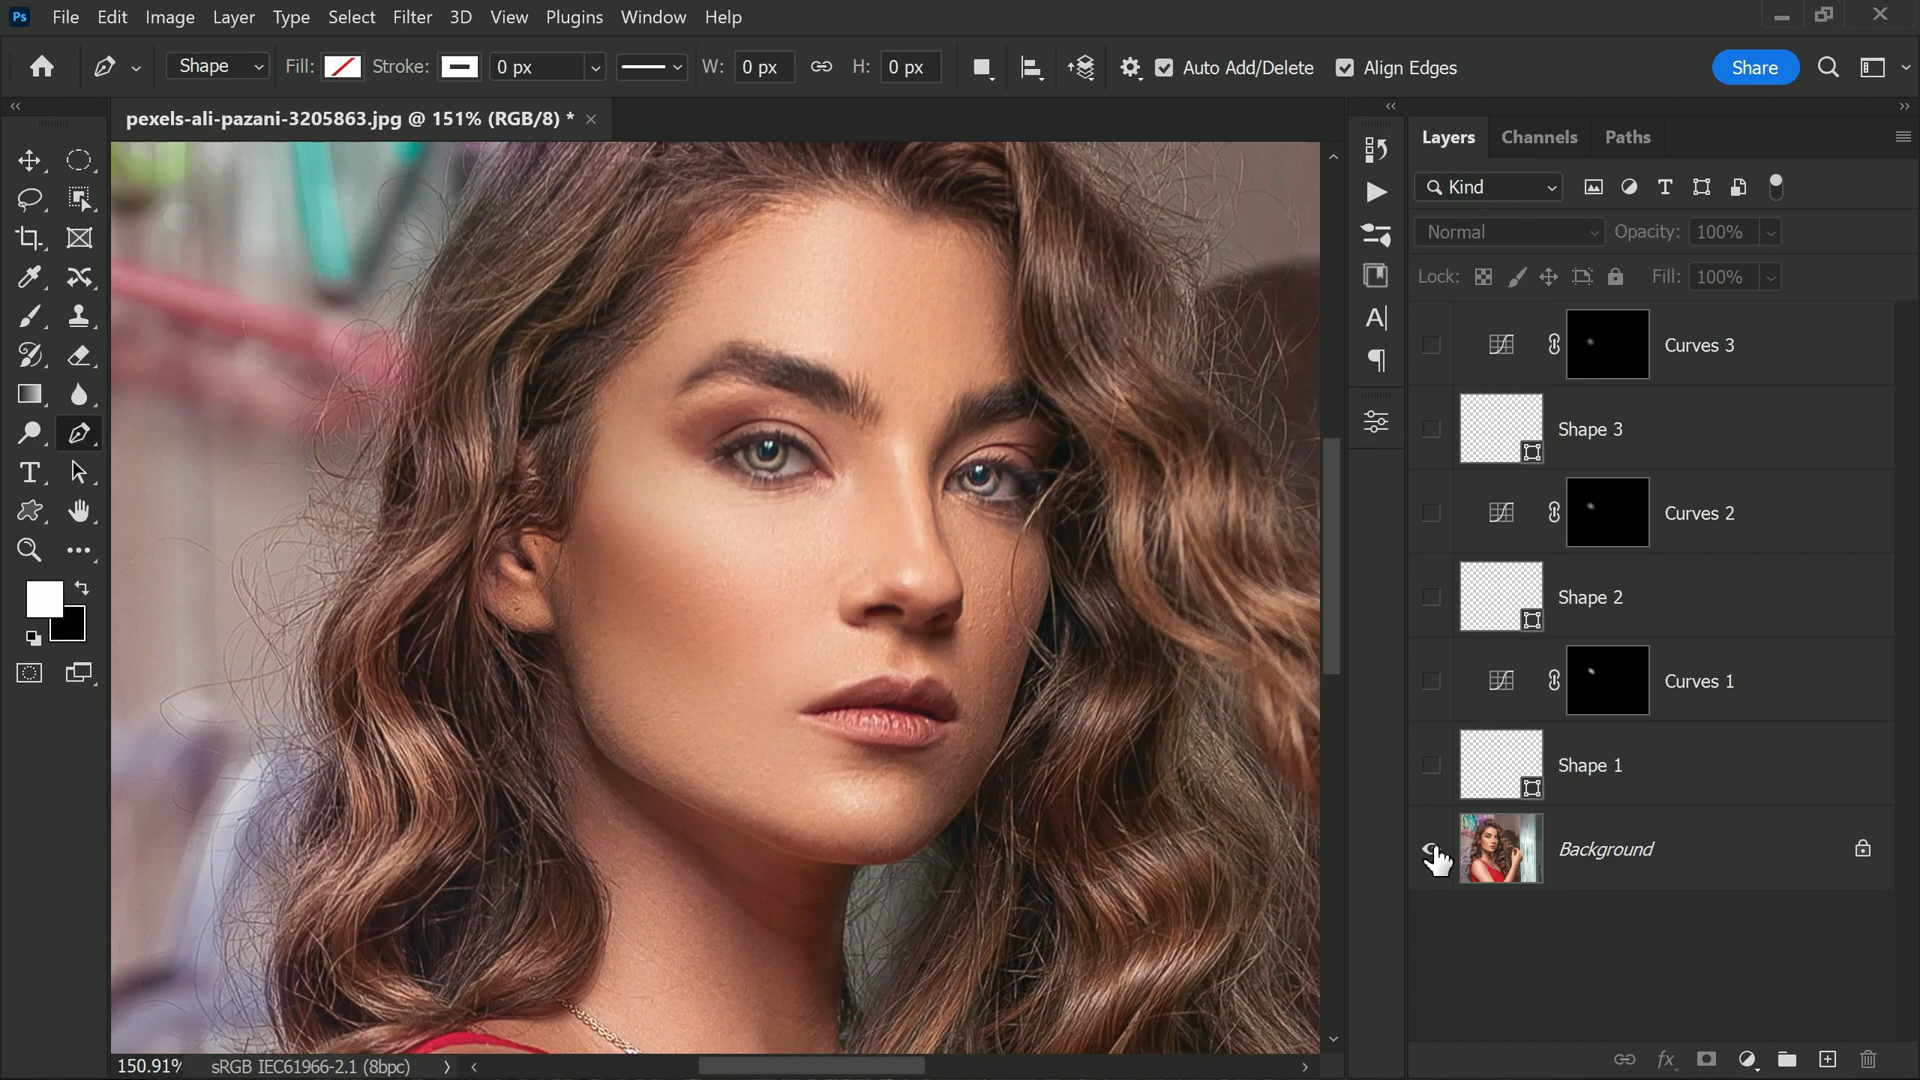 Ps File Edit Image Layer Type Select Filter 3D View Plugins Window Help
Shape Fill: Stroke: 0 px W: 0 px H: 0 px Auto Add/Delete Align Edges Share
pexels-ali-pazani-3205863.jpg @ 151% (RGB/8) *
Layers Channels Paths
Kind
Normal Opacity: 100%
Lock: Fill: 100%
Curves 3
Shape 3
Curves 2
Shape 2
Curves 1
Shape 1
Background
150.91% sRGB IEC61966-2.1 (8bpc)